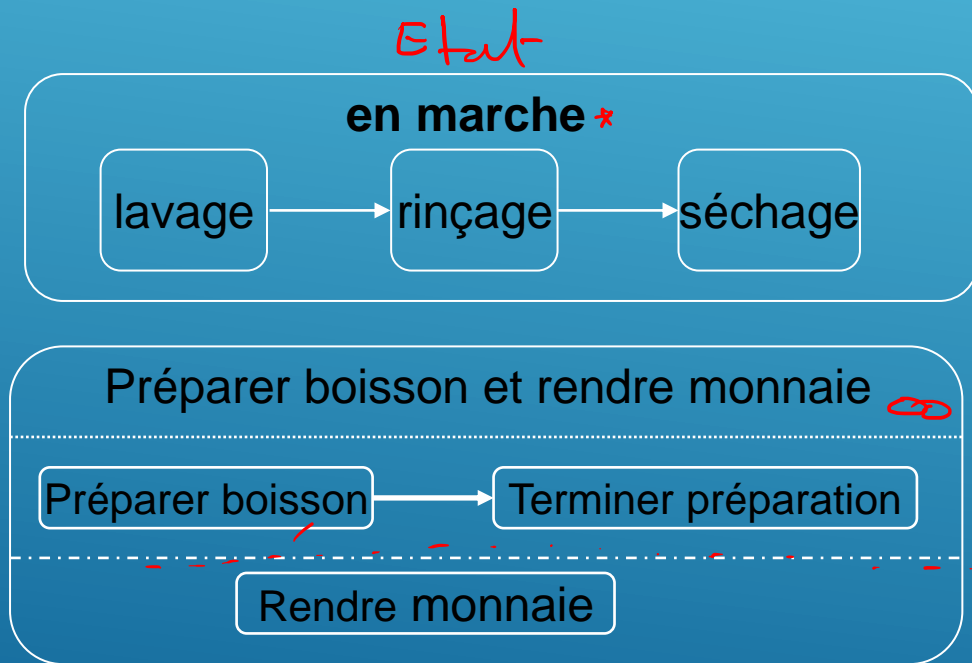 Etat
en marche *
lavage rinçage séchage
Préparer boisson et rendre monnaie
Préparer boisson Terminer préparation
Rendre monnaie